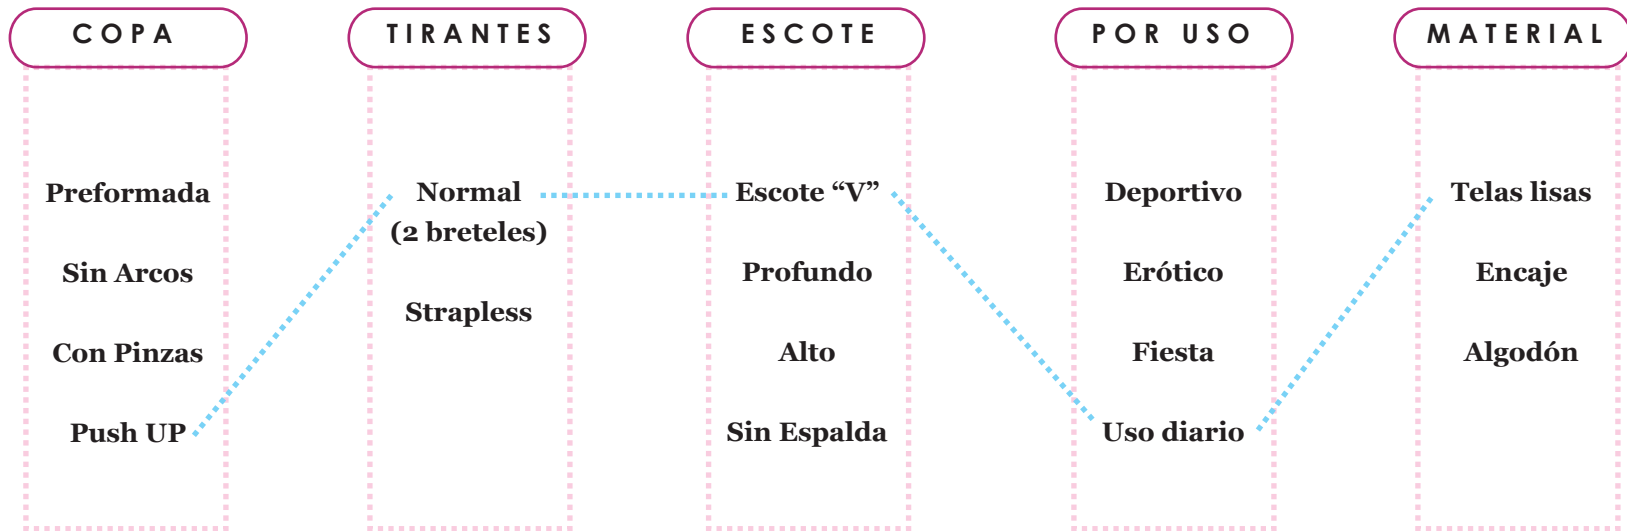 COPA
Preformada
Sin Arcos
Con Pinzas
Push UP
TIRANTES
Normal
(2 breteles)
Strapless
ESCOTE
Escote “V”
Profundo
Alto
Sin Espalda
POR USO
Deportivo
Erótico
Fiesta
Uso diario
MATERIAL
Telas lisas
Encaje
Algodón